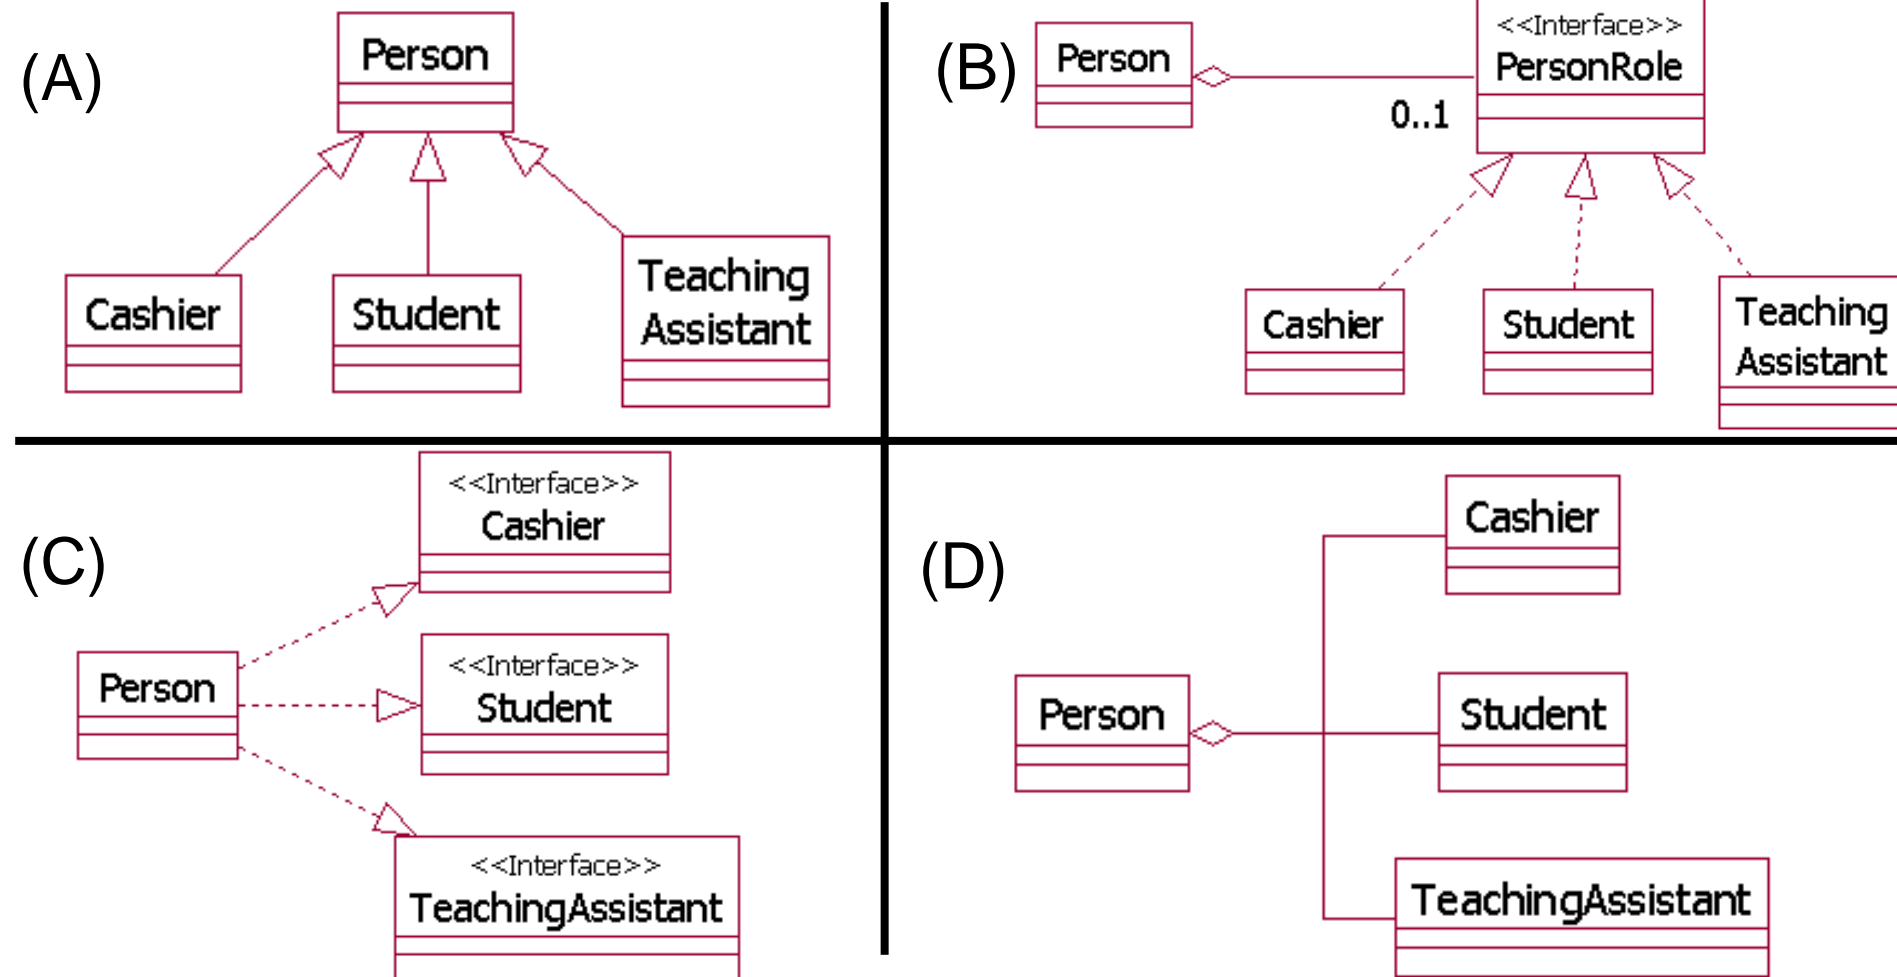 (A)
Person
Cashier
Student
Teaching
Assistant
(B)
Person
<<Interface>>
PersonRole
0..1
Cashier
Student
Teaching
Assistant
(C)
<<Interface>>
Cashier
Person
<<Interface>>
Student
<<Interface>>
TeachingAssistant
(D)
Cashier
Person
Student
TeachingAssistant